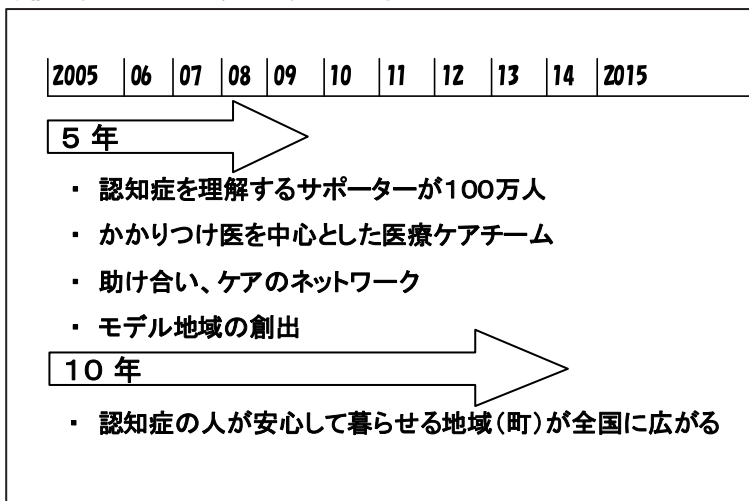 2005 06 07 08 09 10 11 12 13 14 2015
5 年
・ 認知症を理解するサポーターが100万人
・ かかりつけ医を中心とした医療ケアチーム
・ 助け合い、ケアのネットワーク
・ モデル地域の創出
10 年
・ 認知症の人が安心して暮らせる地域(町)が全国に広がる